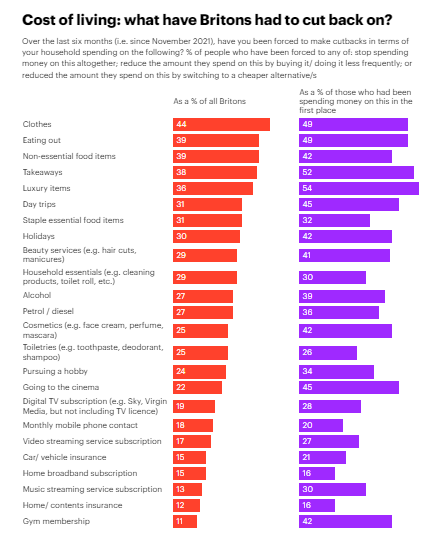 Cost of living: what have Britons had to cut back on?
Over the last six months (i.e. since November 2021), have you been forced to make cutbacks in terms of
your household spending on the following? % of people who have been forced to any of: stop spending
money on this altogether; reduce the amount they spend on this by buying it/ doing it less frequently; or
reduced the amount they spend on this by switching to a cheaper alternative/s
As a % of all Britons
As a % of those who had been
spending money on this in the
first place
Clothes 44 49
Eating out 39 49
Non-essential food items 39 42
Takeaways 38 52
Luxury items 36 54
Day trips 31 45
Staple essential food items 31 32
Holidays 30 42
Beauty services (e.g. hair cuts,
manicures) 29 41
Household essentials (e.g. cleaning
products, toilet roll, etc.) 29 30
Alcohol 27 39
Petrol / diesel 27 36
Cosmetics (e.g. face cream, perfume,
mascara) 25 42
Toiletries (e.g. toothpaste, deodorant,
shampoo) 25 26
Pursuing a hobby 24 34
Going to the cinema 22 45
Digital TV subscription (e.g. Sky, Virgin
Media, but not including TV licence) 19 28
Monthly mobile phone contact 18 20
Video streaming service subscription 17 27
Car/ vehicle insurance 15 21
Home broadband subscription 15 16
Music streaming service subscription 13 30
Home/ contents insurance 12 16
Gym membership 11 42